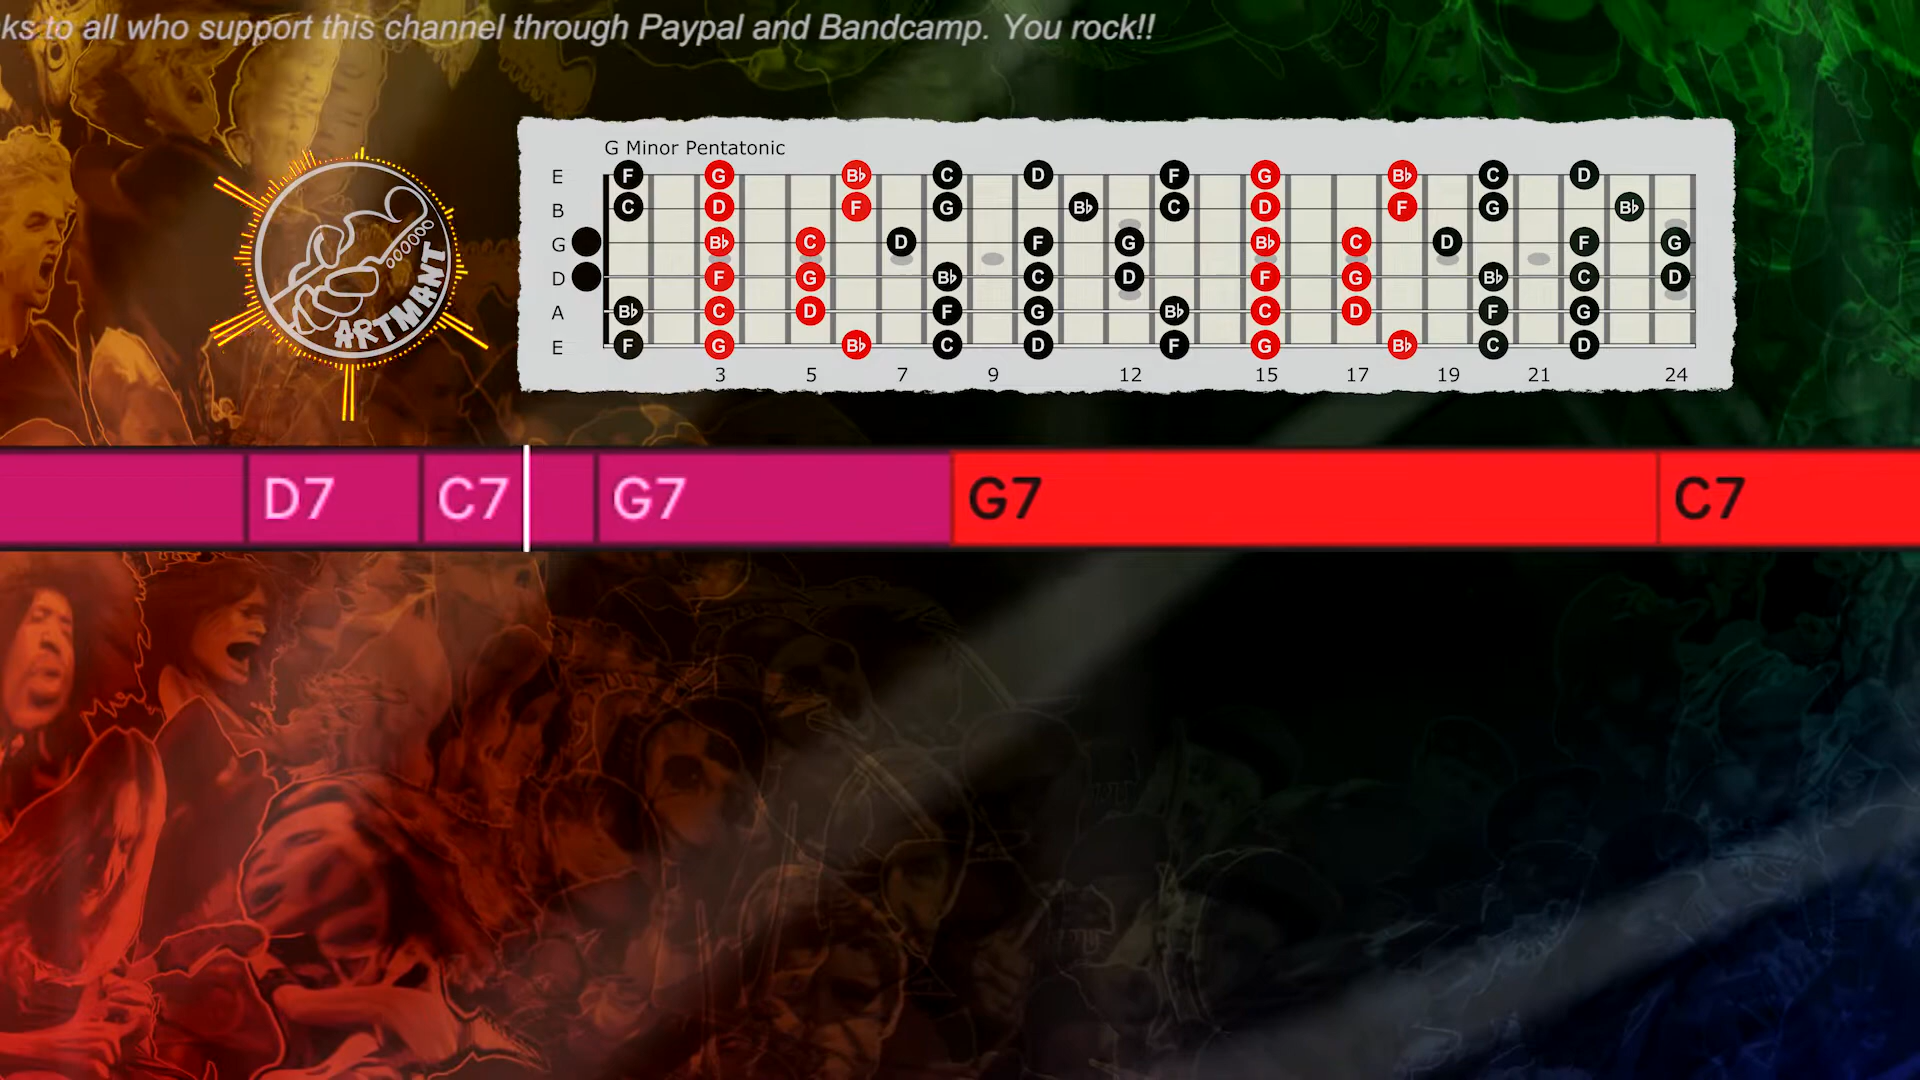 ks to all who support this channel through Paypal and Bandcamp. You rock!!
G Minor Pentatonic
E F G B♭ C D F G B♭ C D
B C D F G B♭ C D F G B♭
G B♭ C D F G B♭ C D F G
D F G B♭ C D F G B♭ C D
A B♭ C D F G B♭ C D F G
E F G B♭ C D F G B♭ C D
3 5 7 9 12 15 17 19 21 24
ARTMANT
D7 C7 G7 G7 C7